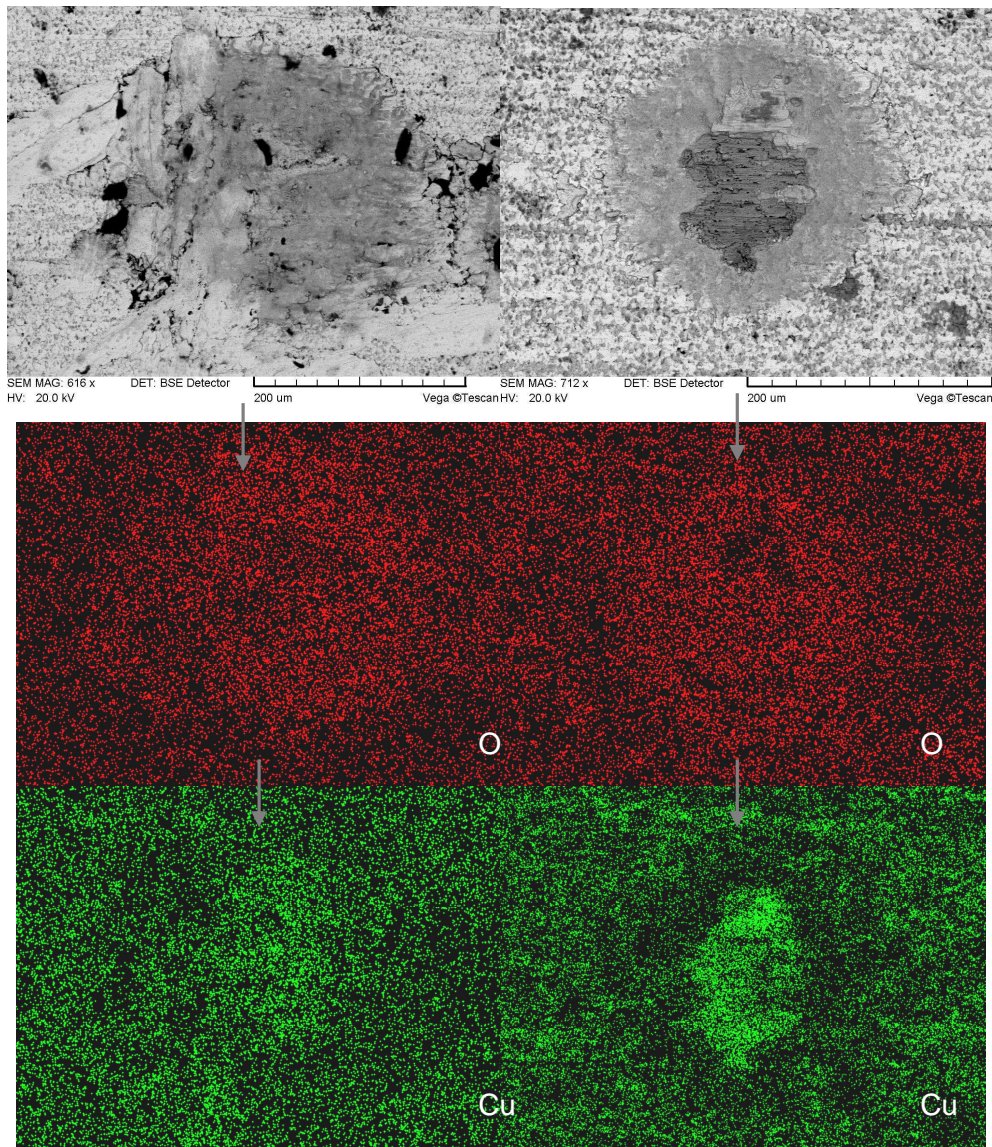 SEM MAG: 616 x DET: BSE Detector
HV: 20.0 kV 200 um Vega ©Tescan
SEM MAG: 712 x DET: BSE Detector
HV: 20.0 kV 200 um Vega ©Tescan
O
O
Cu
Cu